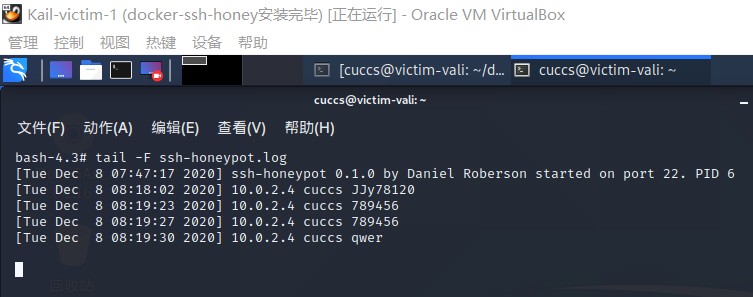 Kail-victim-1 (docker-ssh-honey安装完毕) [正在运行] - Oracle VM VirtualBox
管理 控制 视图 热键 设备 帮助
[cuccs@victim-vali: ~/d... cuccs@victim-vali: ~
cuccs@victim-vali: ~
文件(F) 动作(A) 编辑(E) 查看(V) 帮助(H)
bash-4.3# tail -F ssh-honeypot.log
[Tue Dec  8 07:47:17 2020] ssh-honeypot 0.1.0 by Daniel Roberson started on port 22. PID 6
[Tue Dec  8 08:18:02 2020] 10.0.2.4 cuccs JJy78120
[Tue Dec  8 08:19:23 2020] 10.0.2.4 cuccs 789456
[Tue Dec  8 08:19:27 2020] 10.0.2.4 cuccs 789456
[Tue Dec  8 08:19:30 2020] 10.0.2.4 cuccs qwer
回收站